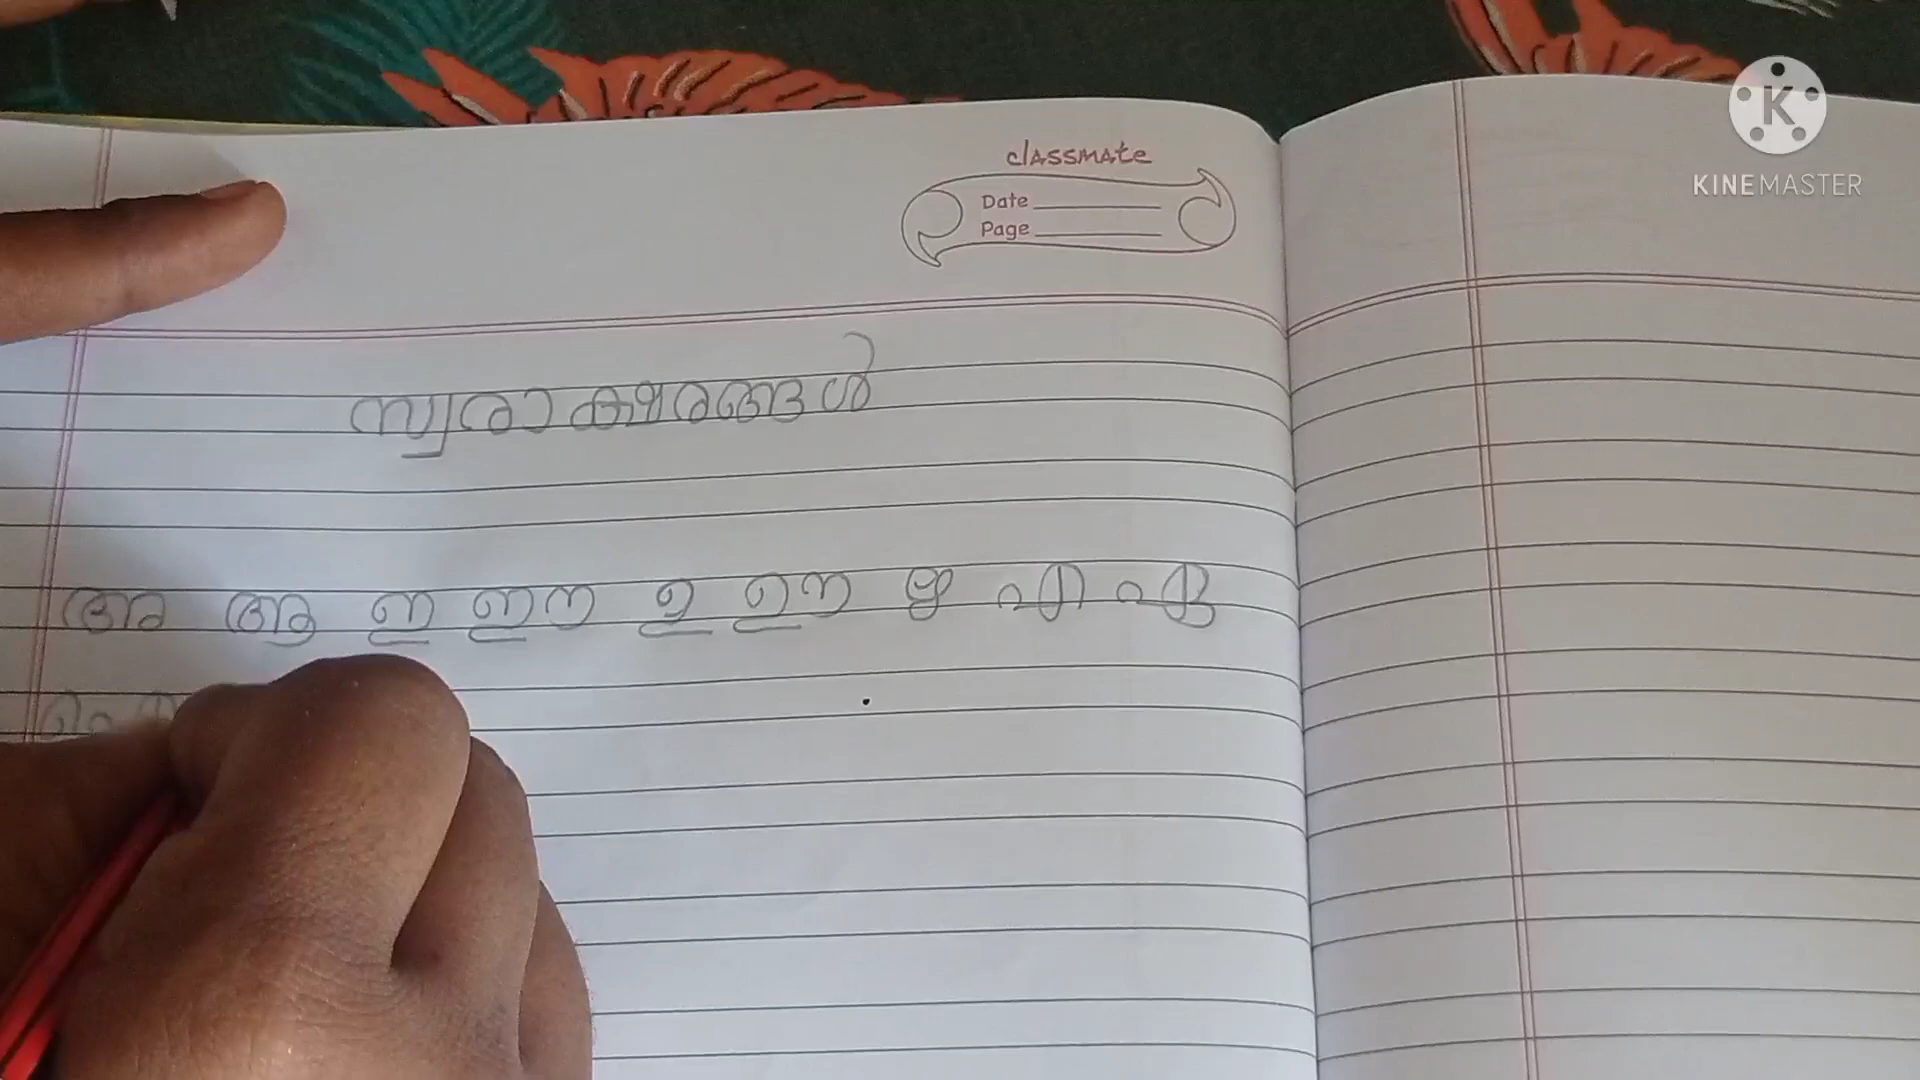 classmate
Date
Page
K
KINEMASTER
സ്വരാക്ഷരങ്ങൾ
അ ആ ഇ ഈ ഉ ഊ ഋ എ ഏ
ഐ